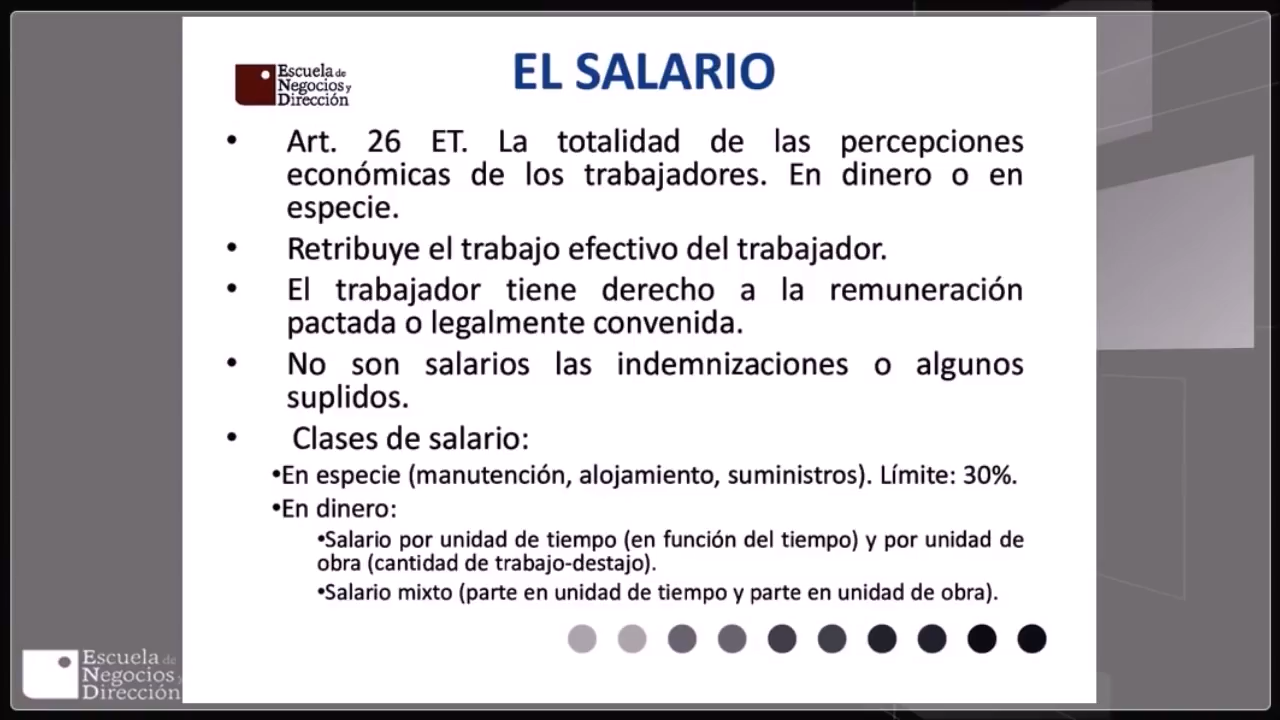 Escuela de
Negocios y
Dirección
EL SALARIO
• Art. 26 ET. La totalidad de las percepciones
económicas de los trabajadores. En dinero o en
especie.
• Retribuye el trabajo efectivo del trabajador.
• El trabajador tiene derecho a la remuneración
pactada o legalmente convenida.
• No son salarios las indemnizaciones o algunos
suplidos.
• Clases de salario:
•En especie (manutención, alojamiento, suministros). Límite: 30%.
•En dinero:
•Salario por unidad de tiempo (en función del tiempo) y por unidad de
obra (cantidad de trabajo-destajo).
•Salario mixto (parte en unidad de tiempo y parte en unidad de obra).
Escuela de
Negocios y
Dirección